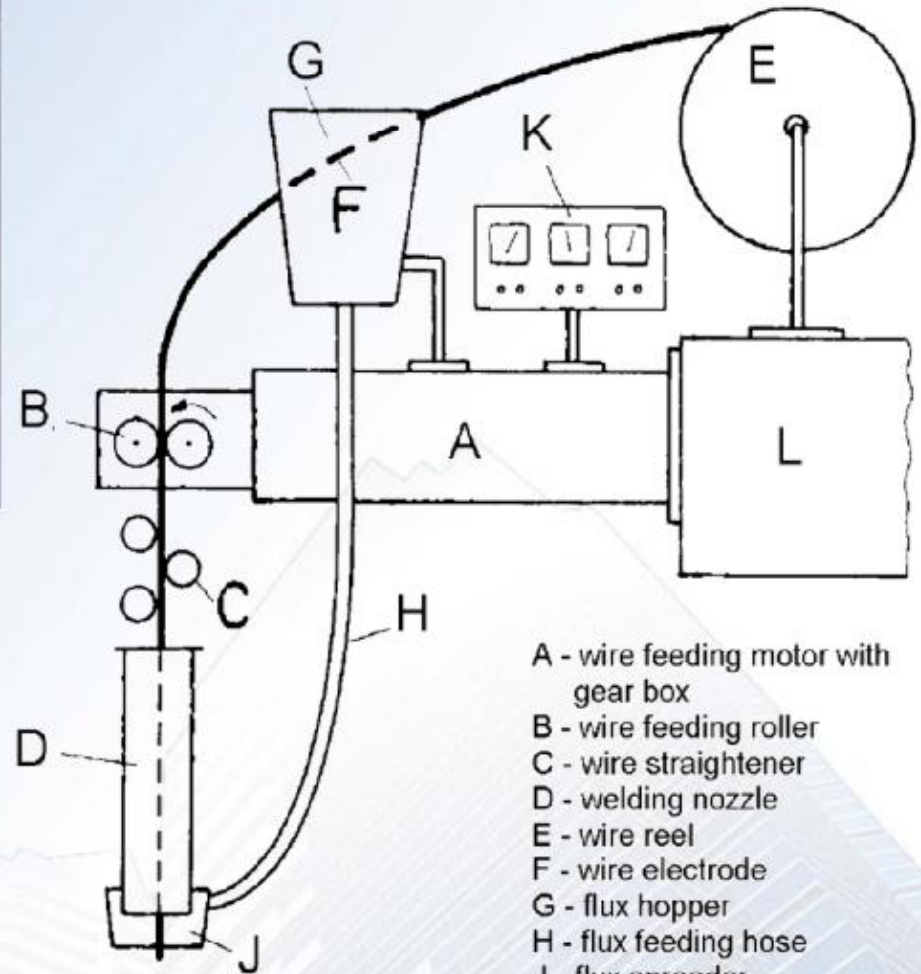 G
E
K
F
B
A
L
C
H
D
J
A - wire feeding motor with
gear box
B - wire feeding roller
C - wire straightener
D - welding nozzle
E - wire reel
F - wire electrode
G - flux hopper
H - flux feeding hose